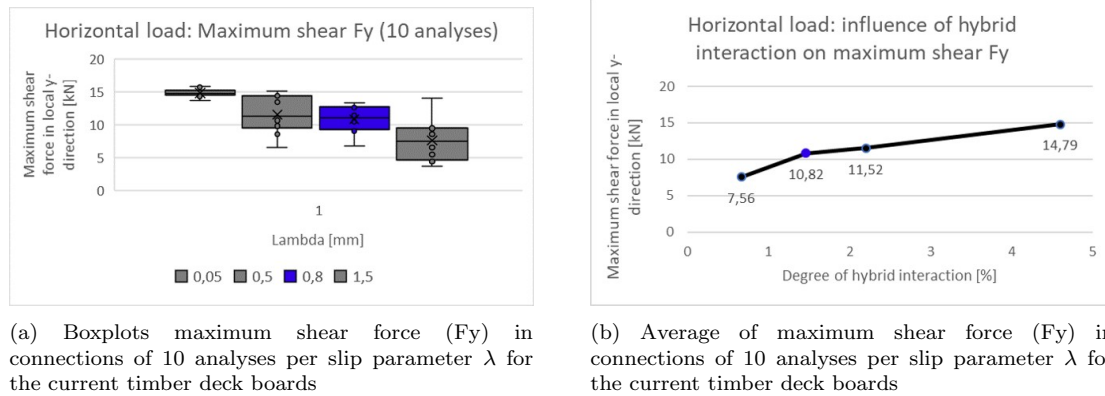 Horizontal load: Maximum shear Fy (10 analyses)
Maximum shear
force in local y-
direction [kN]
20
15
10
5
0
1
Lambda [mm]
0,05 0,5 0,8 1,5
(a) Boxplots maximum shear force (Fy) in
connections of 10 analyses per slip parameter λ for
the current timber deck boards
Horizontal load: influence of hybrid
interaction on maximum shear Fy
Maximum shear force in local y-
direction [kN]
20
15
10
5
0
7,56
10,82
11,52
14,79
0 1 2 3 4 5
Degree of hybrid interaction [%]
(b) Average of maximum shear force (Fy) in
connections of 10 analyses per slip parameter λ fo
the current timber deck boards